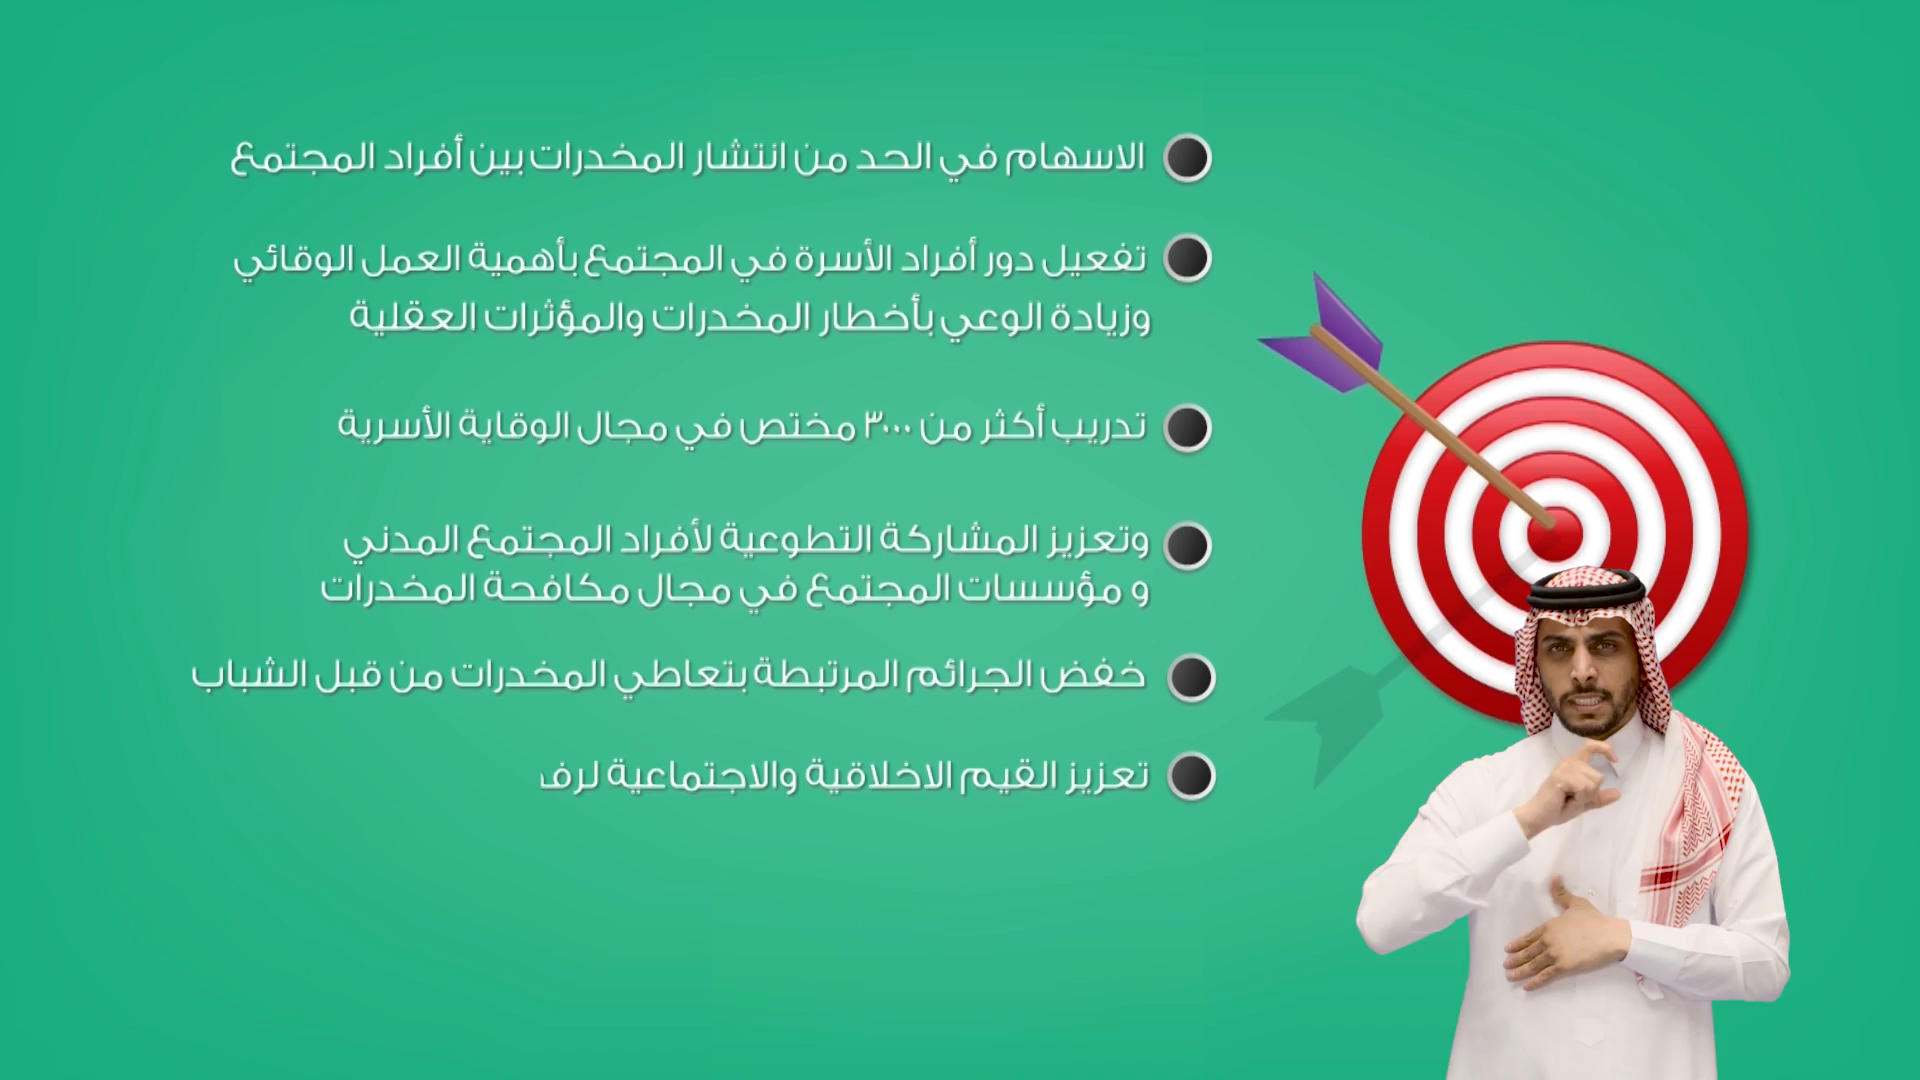 الاسهام في الحد من انتشار المخدرات بين أفراد المجتمع
تفعيل دور أفراد الأسرة في المجتمع بأهمية العمل الوقائي
وزيادة الوعي بأخطار المخدرات والمؤثرات العقلية
تدريب أكثر من ٣٠٠٠ مختص في مجال الوقاية الأسرية
وتعزيز المشاركة التطوعية لأفراد المجتمع المدني
و مؤسسات المجتمع في مجال مكافحة المخدرات
خفض الجرائم المرتبطة بتعاطي المخدرات من قبل الشباب
تعزيز القيم الاخلاقية والاجتماعية